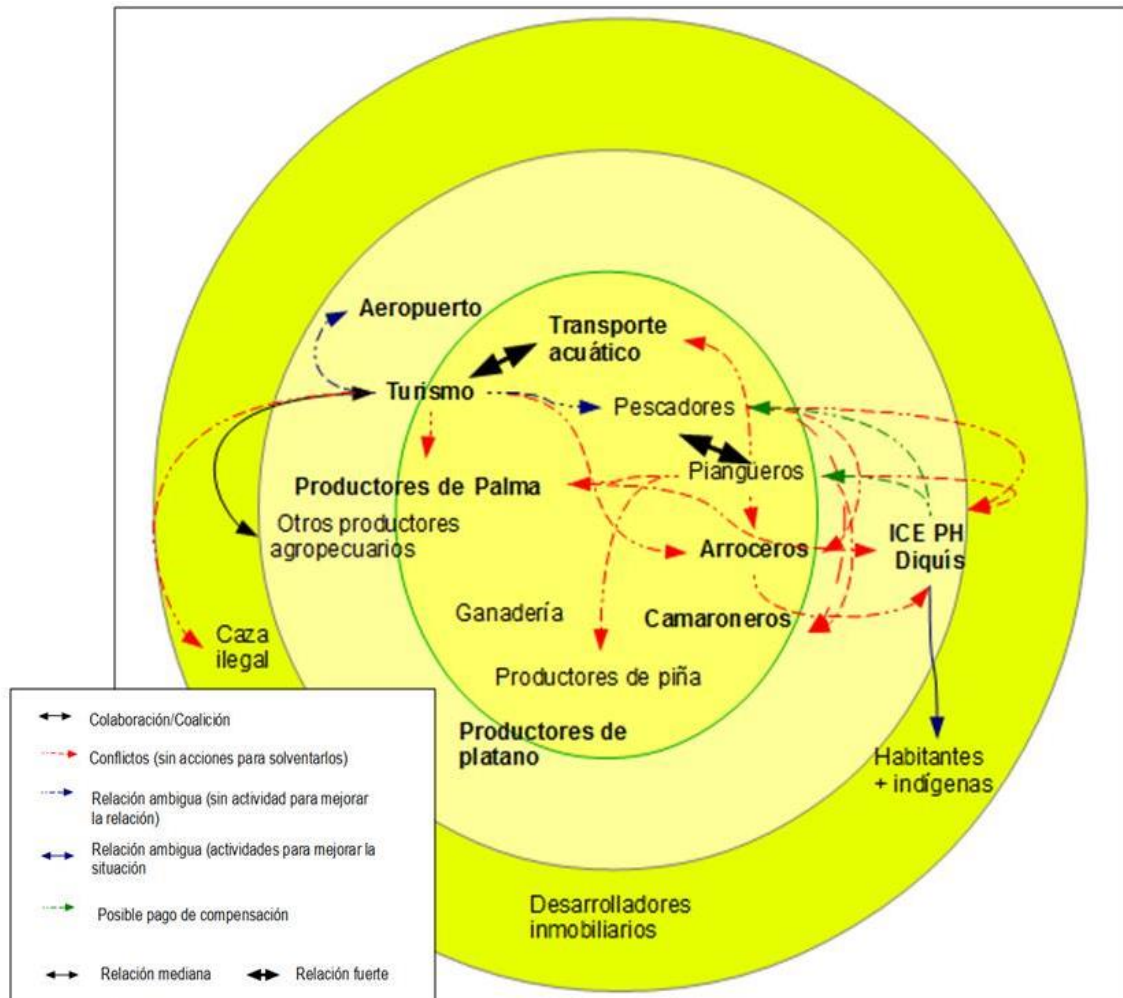 Aeropuerto
Transporte
acuático
Turismo
Pescadores
Piangüeros
Productores de Palma
Otros productores
agropecuarios
ICE PH
Diquís
Arroceros
Ganadería
Camaroneros
Caza
ilegal
Productores de piña
Productores de
platano
Habitantes
+ indígenas
Desarrolladores
inmobiliarios
Colaboración/Coalición
Conflictos (sin acciones para solventarlos)
Relación ambigua (sin actividad para mejorar
la relación)
Relación ambigua (actividades para mejorar la
situación
Posible pago de compensación
Relación mediana
Relación fuerte